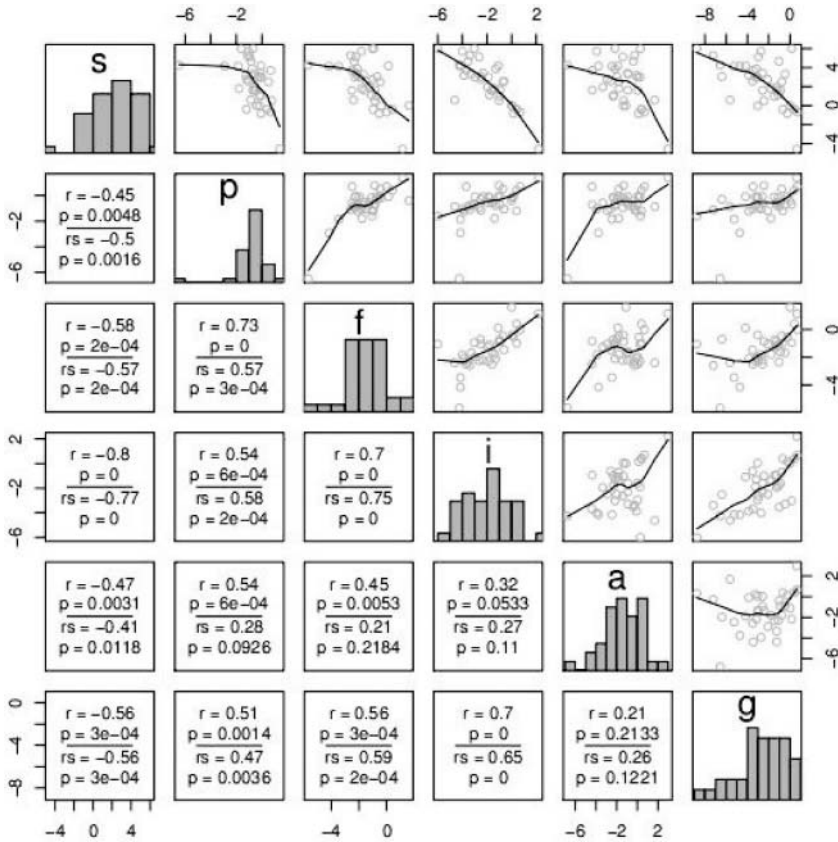 −6 −2 −6 −2 2 −8 −4 0
s
−4 0 4
r = −0.45
p = 0.0048
rs = −0.5
p = 0.0016
p
−6 −2
r = −0.58
p = 2e−04
rs = −0.57
p = 2e−04
r = 0.73
p = 0
rs = 0.57
p = 3e−04
f
−4 0
r = −0.8
p = 0
rs = −0.77
p = 0
r = 0.54
p = 6e−04
rs = 0.58
p = 2e−04
r = 0.7
p = 0
rs = 0.75
p = 0
i
−6 −2 2
r = −0.47
p = 0.0031
rs = −0.41
p = 0.0118
r = 0.54
p = 6e−04
rs = 0.28
p = 0.0926
r = 0.45
p = 0.0053
rs = 0.21
p = 0.2184
r = 0.32
p = 0.0533
rs = 0.27
p = 0.11
a
−6 −2 2
r = −0.56
p = 3e−04
rs = −0.56
p = 3e−04
r = 0.51
p = 0.0014
rs = 0.47
p = 0.0036
r = 0.56
p = 3e−04
rs = 0.59
p = 2e−04
r = 0.7
p = 0
rs = 0.65
p = 0
r = 0.21
p = 0.2133
rs = 0.26
p = 0.1221
g
−8 −4 0
−4 0 4 −4 0 −6 −2 2